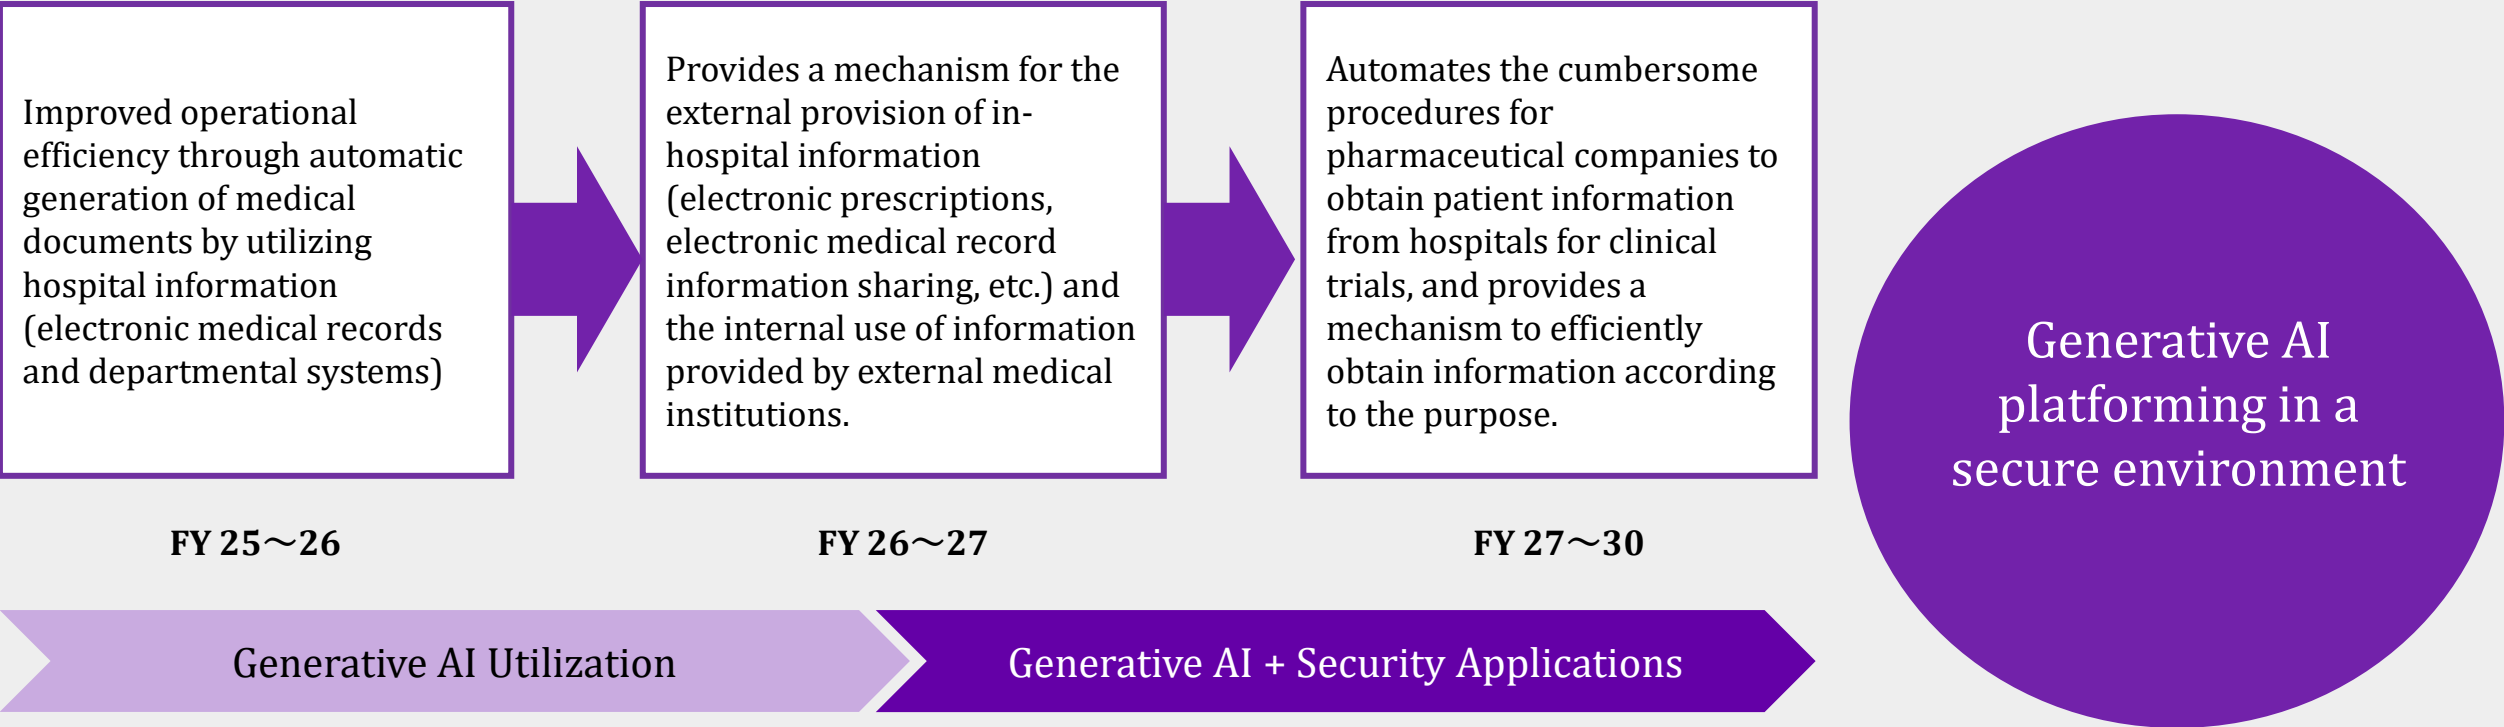 Improved operational
efficiency through automatic
generation of medical
documents by utilizing
hospital information
(electronic medical records
and departmental systems)
Provides a mechanism for the
external provision of in-
hospital information
(electronic prescriptions,
electronic medical record
information sharing, etc.) and
the internal use of information
provided by external medical
institutions.
Automates the cumbersome
procedures for
pharmaceutical companies to
obtain patient information
from hospitals for clinical
trials, and provides a
mechanism to efficiently
obtain information according
to the purpose.
Generative AI
platforming in a
secure environment
FY 25～26
FY 26～27
FY 27～30
Generative AI Utilization
Generative AI + Security Applications